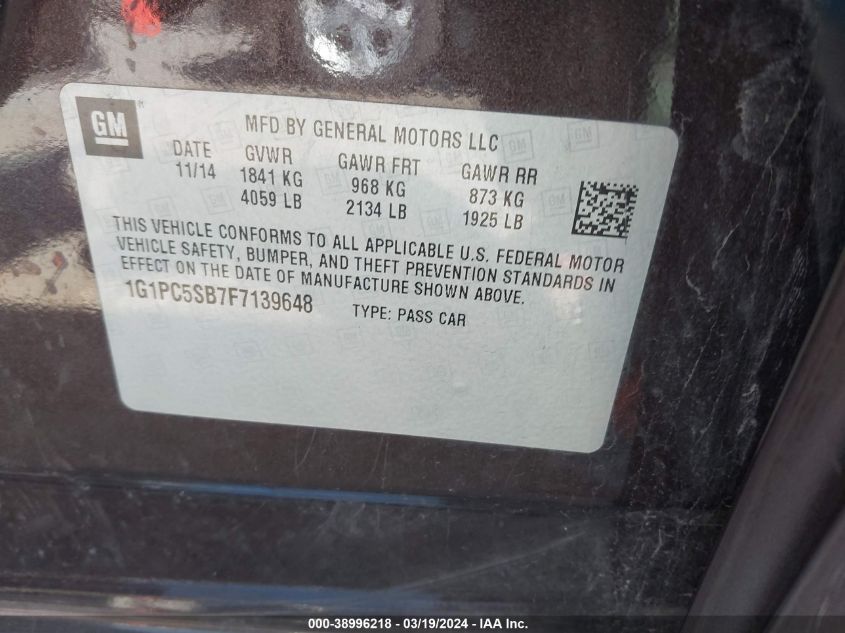 GM
MFD BY GENERAL MOTORS LLC
DATE GVWR GAWR FRT GAWR RR
11/14 1841 KG 968 KG 873 KG
4059 LB 2134 LB 1925 LB
THIS VEHICLE CONFORMS TO ALL APPLICABLE U.S. FEDERAL MOTOR
VEHICLE SAFETY, BUMPER, AND THEFT PREVENTION STANDARDS IN
EFFECT ON THE DATE OF MANUFACTURE SHOWN ABOVE.
1G1PC5SB7F7139648 TYPE: PASS CAR
000-38996218 - 03/19/2024 - IAA Inc.